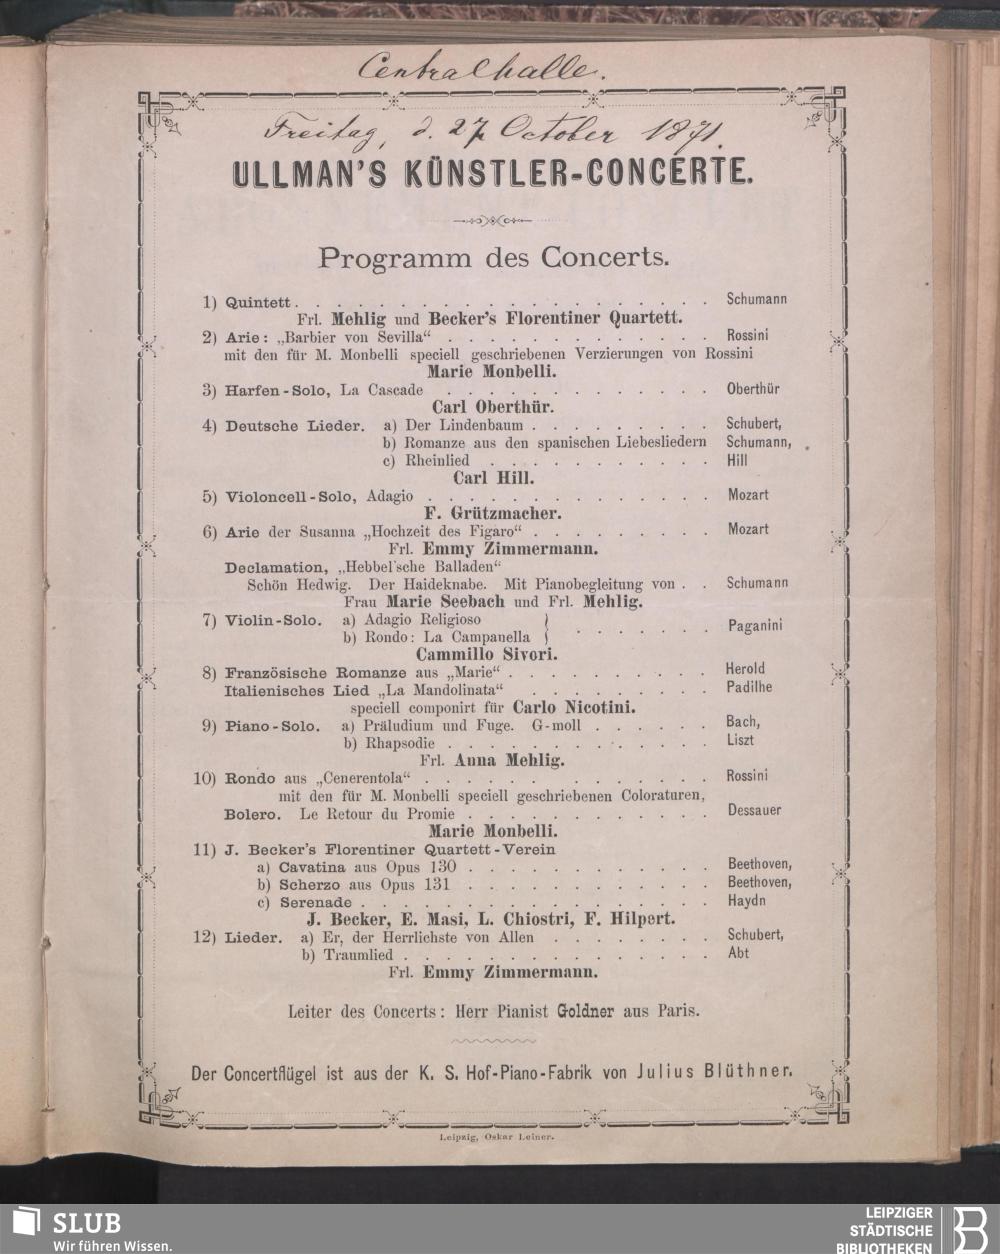 Centralhalle.
Freitag, d. 27 October 1871.
ULLMAN'S KÜNSTLER-CONCERTE.
Programm des Concerts.
1) Quintett . . . . . . . . . . . . . . . . . . . . Schumann
Frl. Mehlig und Becker's Florentiner Quartett.
2) Arie: „Barbier von Sevilla“ . . . . . . . . . . . . . Rossini
mit den für M. Monbelli speciell geschriebenen Verzierungen von Rossini
Marie Monbelli.
3) Harfen-Solo, La Cascade . . . . . . . . . . . . . Oberthür
Carl Oberthür.
4) Deutsche Lieder. a) Der Lindenbaum . . . . . . . . . Schubert,
b) Romanze aus den spanischen Liebesliedern Schumann,
c) Rheinlied . . . . . . . . . . . Hill
Carl Hill.
5) Violoncell-Solo, Adagio . . . . . . . . . . . . . . Mozart
F. Grützmacher.
6) Arie der Susanna „Hochzeit des Figaro“ . . . . . . . . . Mozart
Frl. Emmy Zimmermann.
Declamation, „Hebbel'sche Balladen“
Schön Hedwig. Der Haideknabe. Mit Pianobegleitung von . . Schumann
Frau Marie Seebach und Frl. Mehlig.
7) Violin-Solo. a) Adagio Religioso
b) Rondo: La Campanella } . . . . . . . Paganini
Cammillo Sivori.
8) Französische Romanze aus „Marie“ . . . . . . . . . . Herold
Italienisches Lied „La Mandolinata“ . . . . . . . . . Padilhe
speciell componirt für Carlo Nicotini.
9) Piano-Solo. a) Präludium und Fuge. G-moll . . . . . . Bach,
b) Rhapsodie . . . . . . . . . . . . . Liszt
Frl. Anna Mehlig.
10) Rondo aus „Cenerentola“ . . . . . . . . . . . . . . Rossini
mit den für M. Monbelli speciell geschriebenen Coloraturen,
Bolero. Le Retour du Promie . . . . . . . . . . . . Dessauer
Marie Monbelli.
11) J. Becker's Florentiner Quartett-Verein
a) Cavatina aus Opus 130 . . . . . . . . . . . . Beethoven,
b) Scherzo aus Opus 131 . . . . . . . . . . . . Beethoven,
c) Serenade . . . . . . . . . . . . . . . . . Haydn
J. Becker, E. Masi, L. Chiostri, F. Hilpert.
12) Lieder. a) Er, der Herrlichste von Allen . . . . . . . . Schubert,
b) Traumlied . . . . . . . . . . . . . . . Abt
Frl. Emmy Zimmermann.
Leiter des Concerts: Herr Pianist Goldner aus Paris.
Der Concertflügel ist aus der K. S. Hof-Piano-Fabrik von Julius Blüthner.
Leipzig, Oskar Leiner.
SLUB
Wir führen Wissen.
LEIPZIGER
STÄDTISCHE
BIBLIOTHEKEN